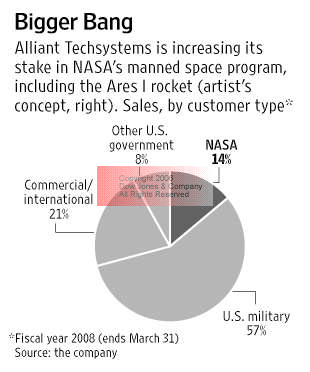 Bigger Bang
Alliant Techsystems is increasing its
stake in NASA's manned space program,
including the Ares I rocket (artist's
concept, right). Sales, by customer type*
Other U.S.
government
8%
NASA
14%
Copyright 2006
Dow Jones & Company
All Rights Reserved
Commercial/
international
21%
U.S. military
57%
*Fiscal year 2008 (ends March 31)
Source: the company